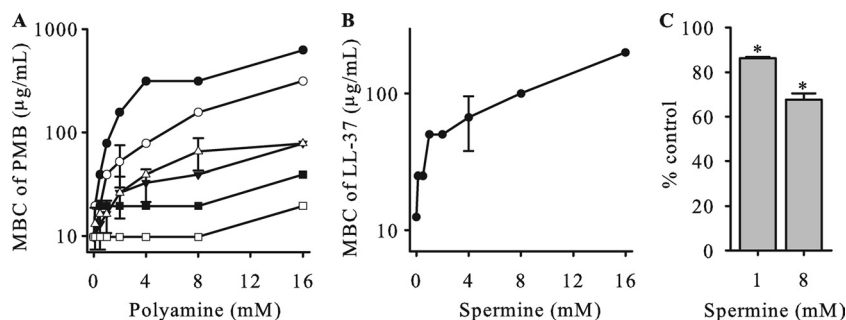 A
B
C
MBC of PMB (µg/mL)
1000
100
10
0 4 8 12 16
Polyamine (mM)
MBC of LL-37 (µg/mL)
100
10
0 4 8 12 16
Spermine (mM)
% control
100
80
60
40
20
0
* *
1 8
Spermine (mM)